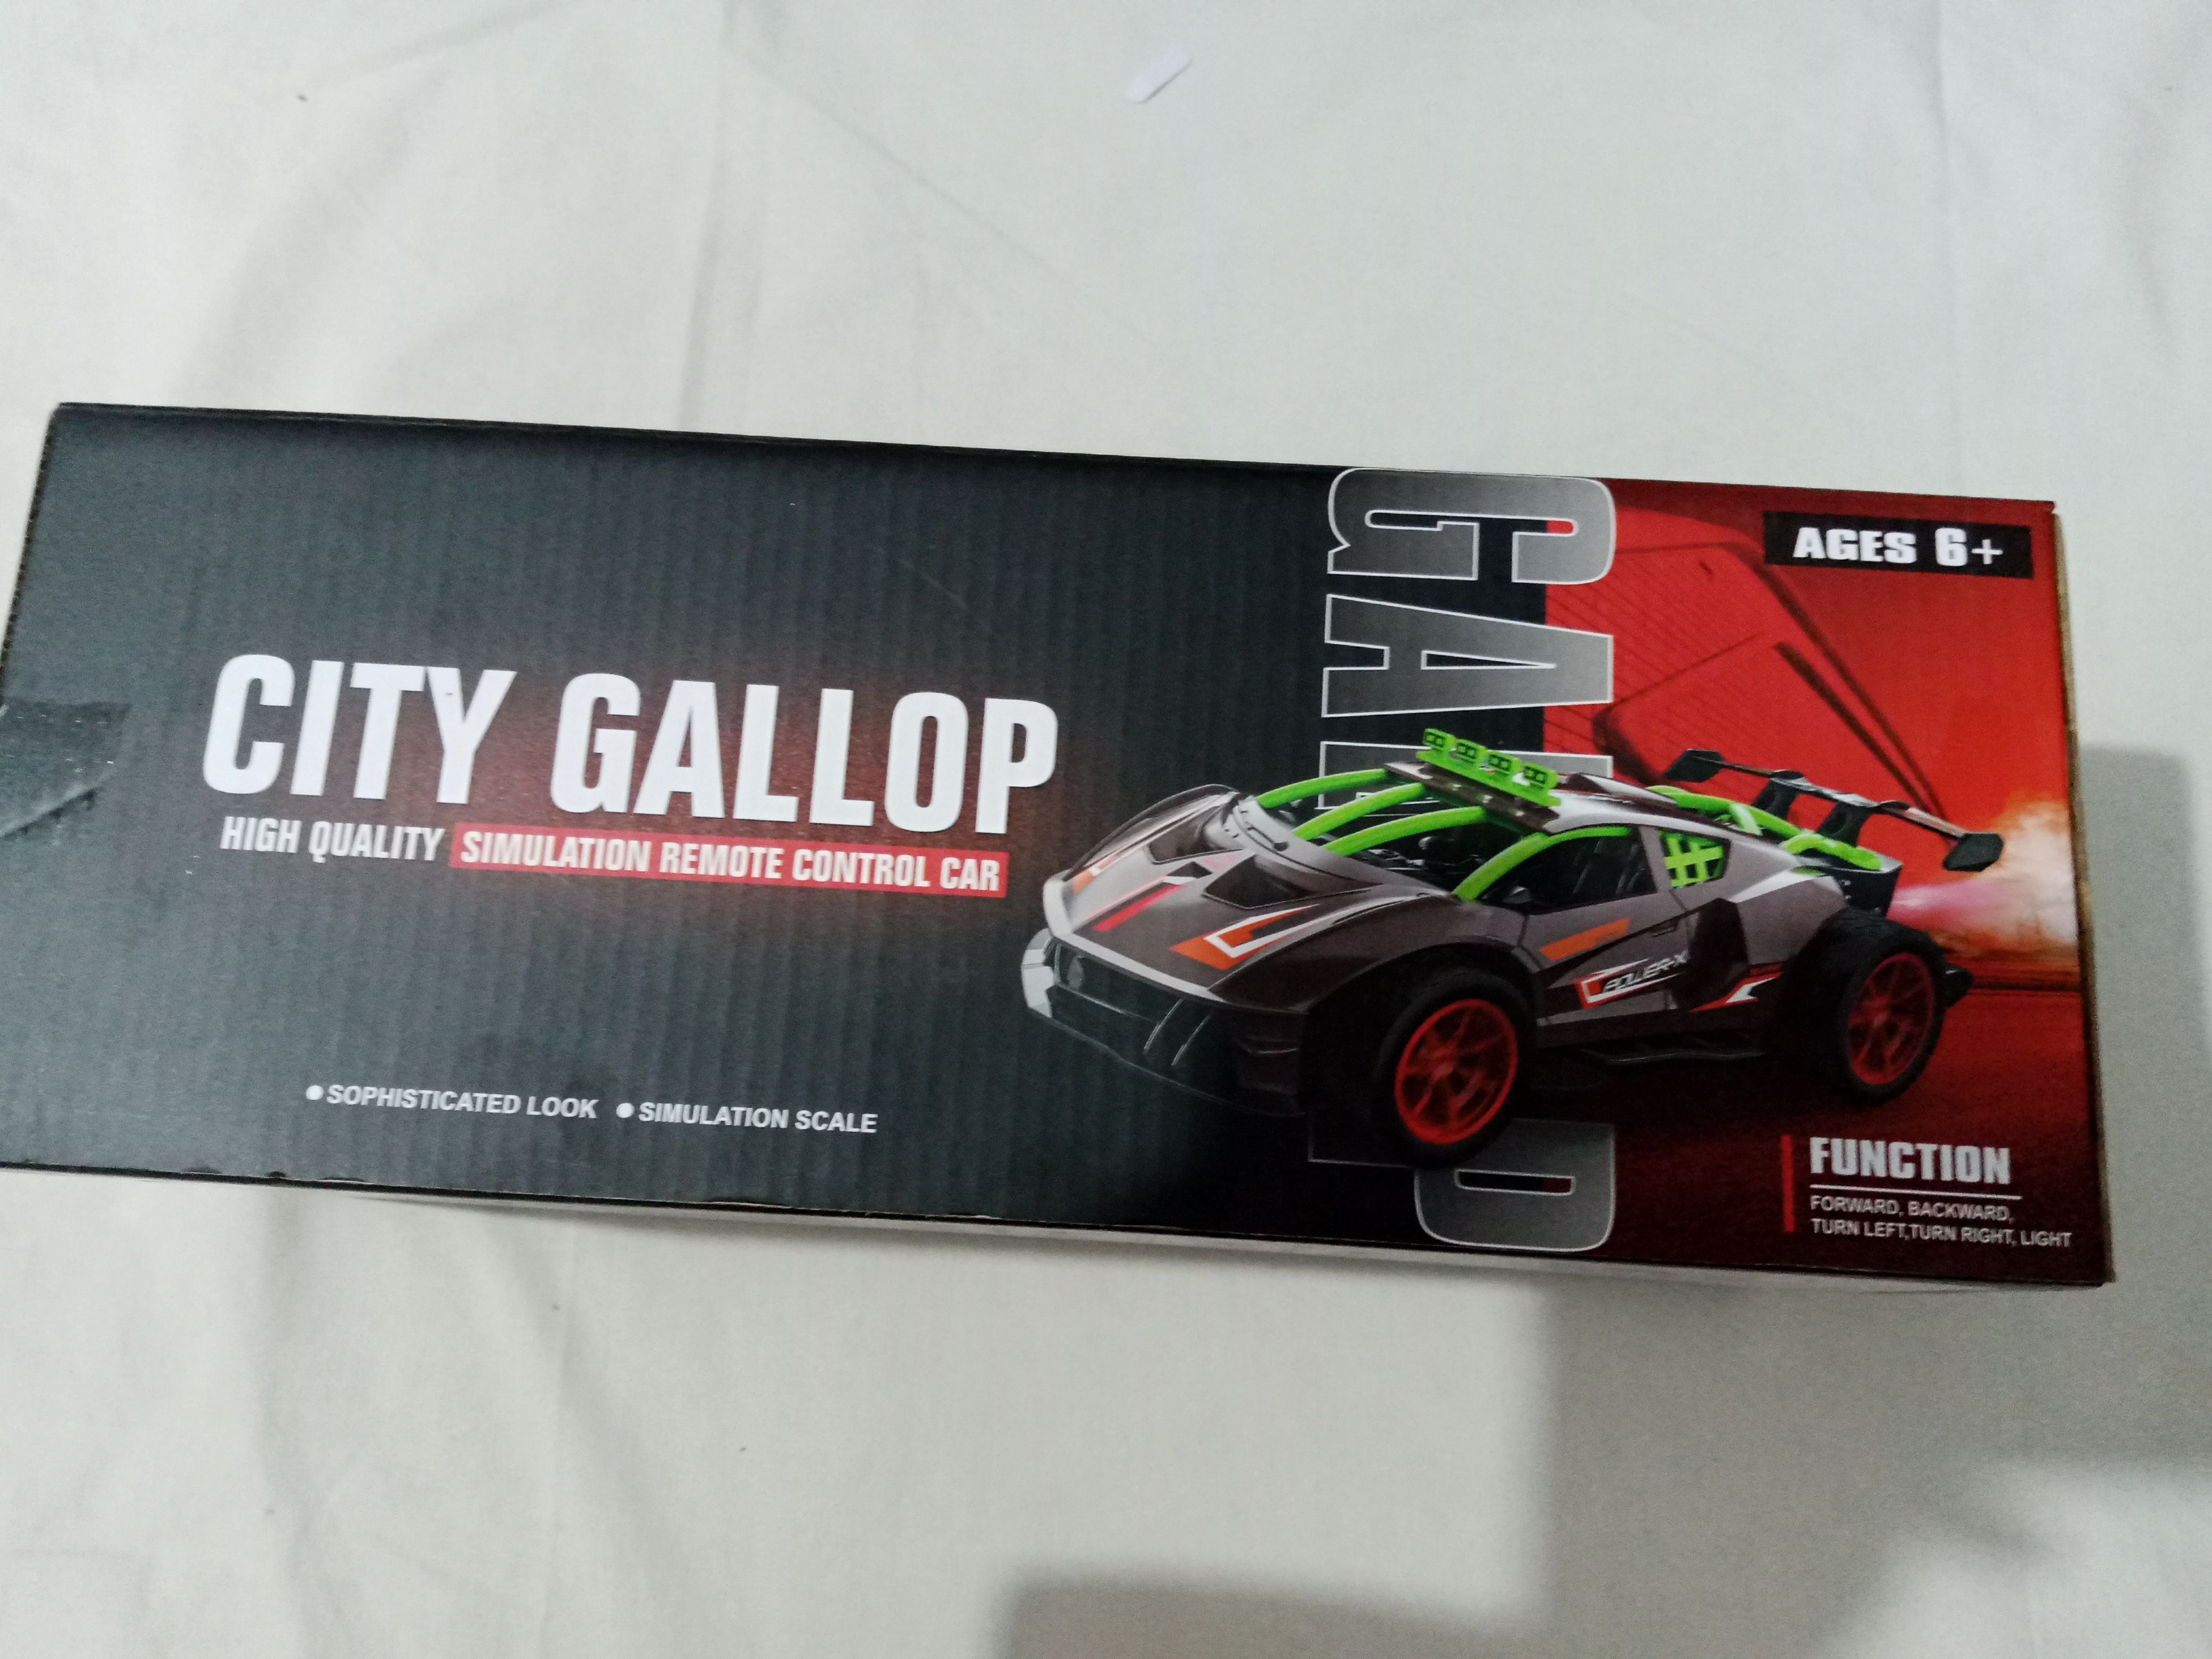 AGES 6+
CITY GALLOP
HIGH QUALITY SIMULATION REMOTE CONTROL CAR
POWER-X
SOPHISTICATED LOOK ● SIMULATION SCALE
FUNCTION
FORWARD, BACKWARD,
TURN LEFT,TURN RIGHT, LIGHT